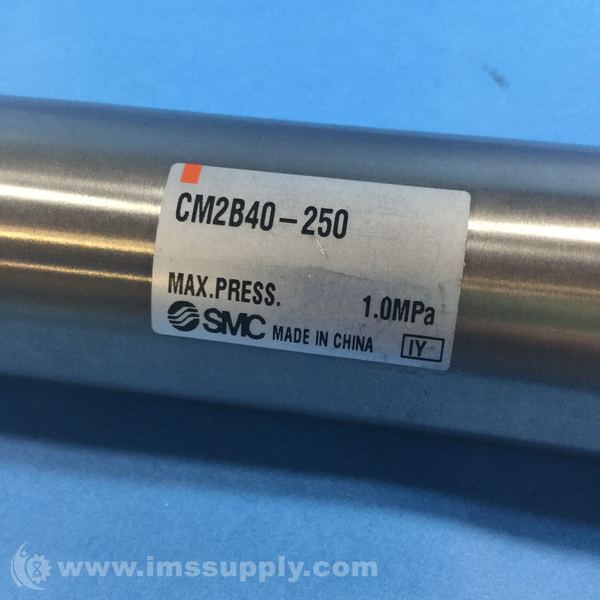 CM2B40-250
MAX.PRESS. 1.0MPa
SMC MADE IN CHINA IY
www.imssupply.com